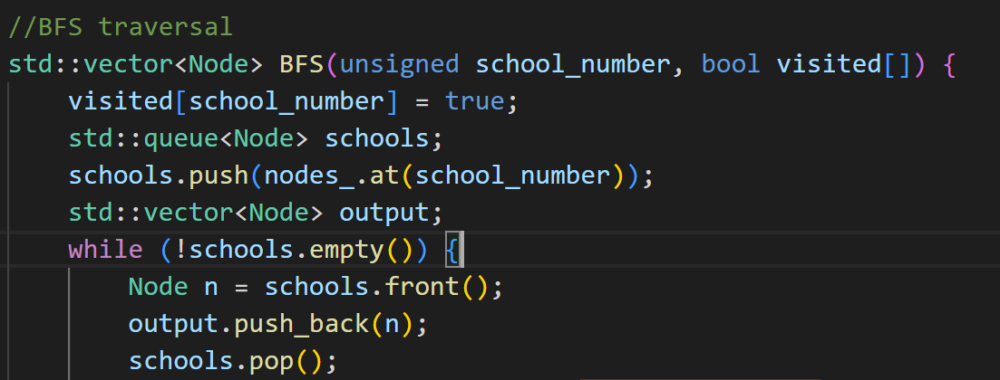 //BFS traversal
std::vector<Node> BFS(unsigned school_number, bool visited[]) {
    visited[school_number] = true;
    std::queue<Node> schools;
    schools.push(nodes_.at(school_number));
    std::vector<Node> output;
    while (!schools.empty()) {
        Node n = schools.front();
        output.push_back(n);
        schools.pop();